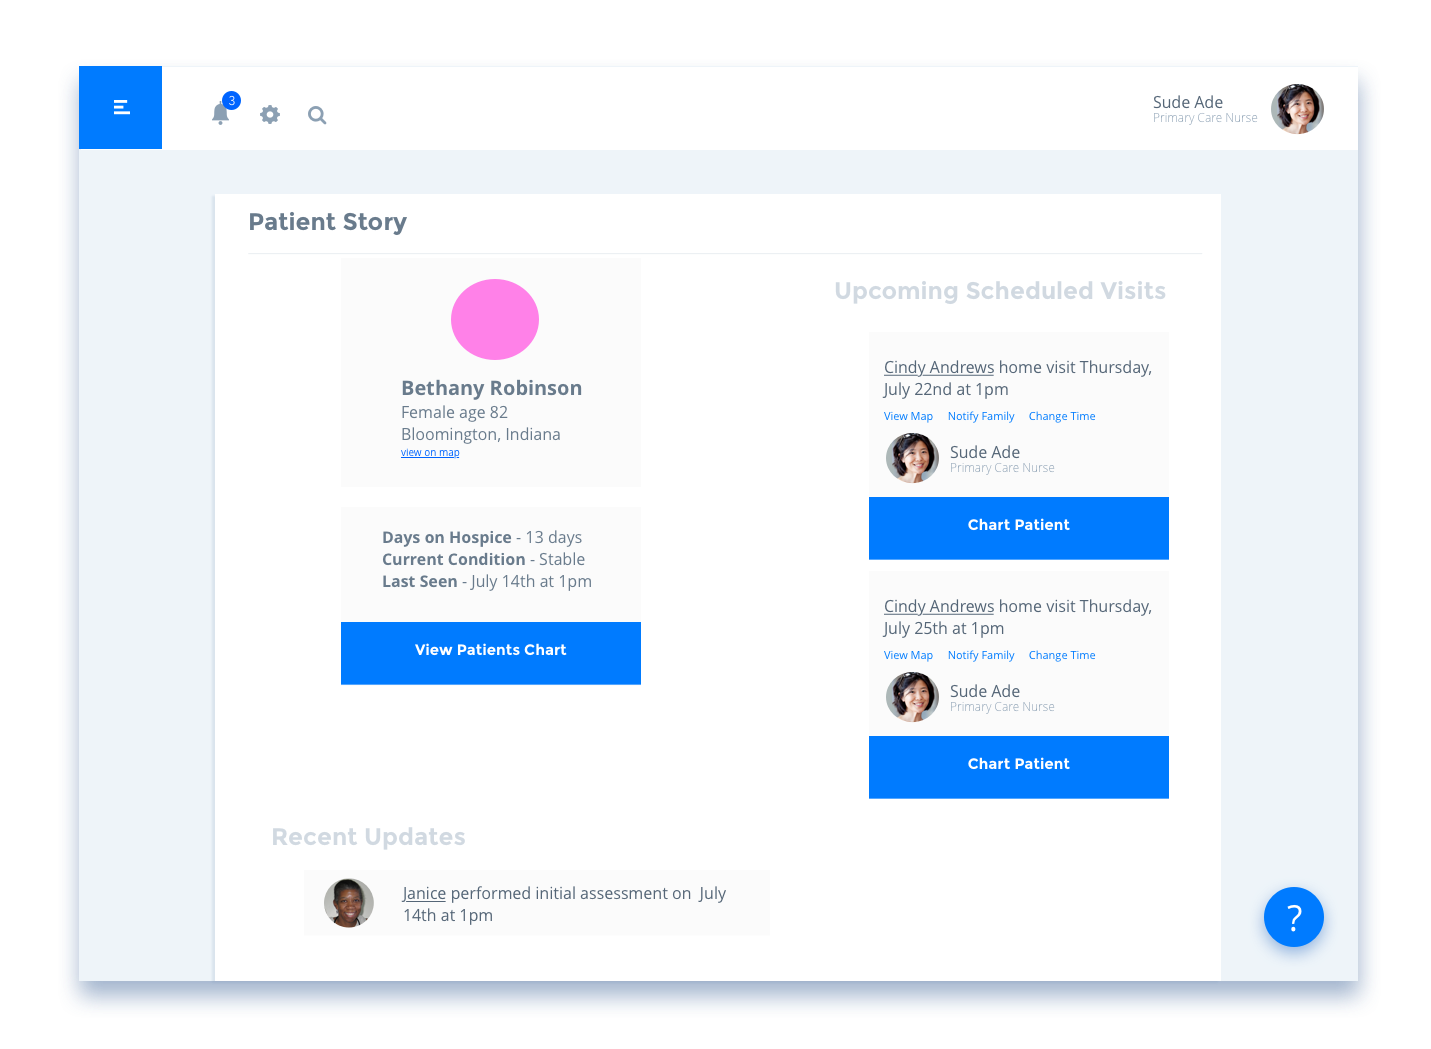 3
Sude Ade
Primary Care Nurse
Patient Story
Bethany Robinson
Female age 82
Bloomington, Indiana
view on map
Days on Hospice - 13 days
Current Condition - Stable
Last Seen - July 14th at 1pm
View Patients Chart
Upcoming Scheduled Visits
Cindy Andrews home visit Thursday,
July 22nd at 1pm
View Map Notify Family Change Time
Sude Ade
Primary Care Nurse
Chart Patient
Cindy Andrews home visit Thursday,
July 25th at 1pm
View Map Notify Family Change Time
Sude Ade
Primary Care Nurse
Chart Patient
Recent Updates
Janice performed initial assessment on July
14th at 1pm
?